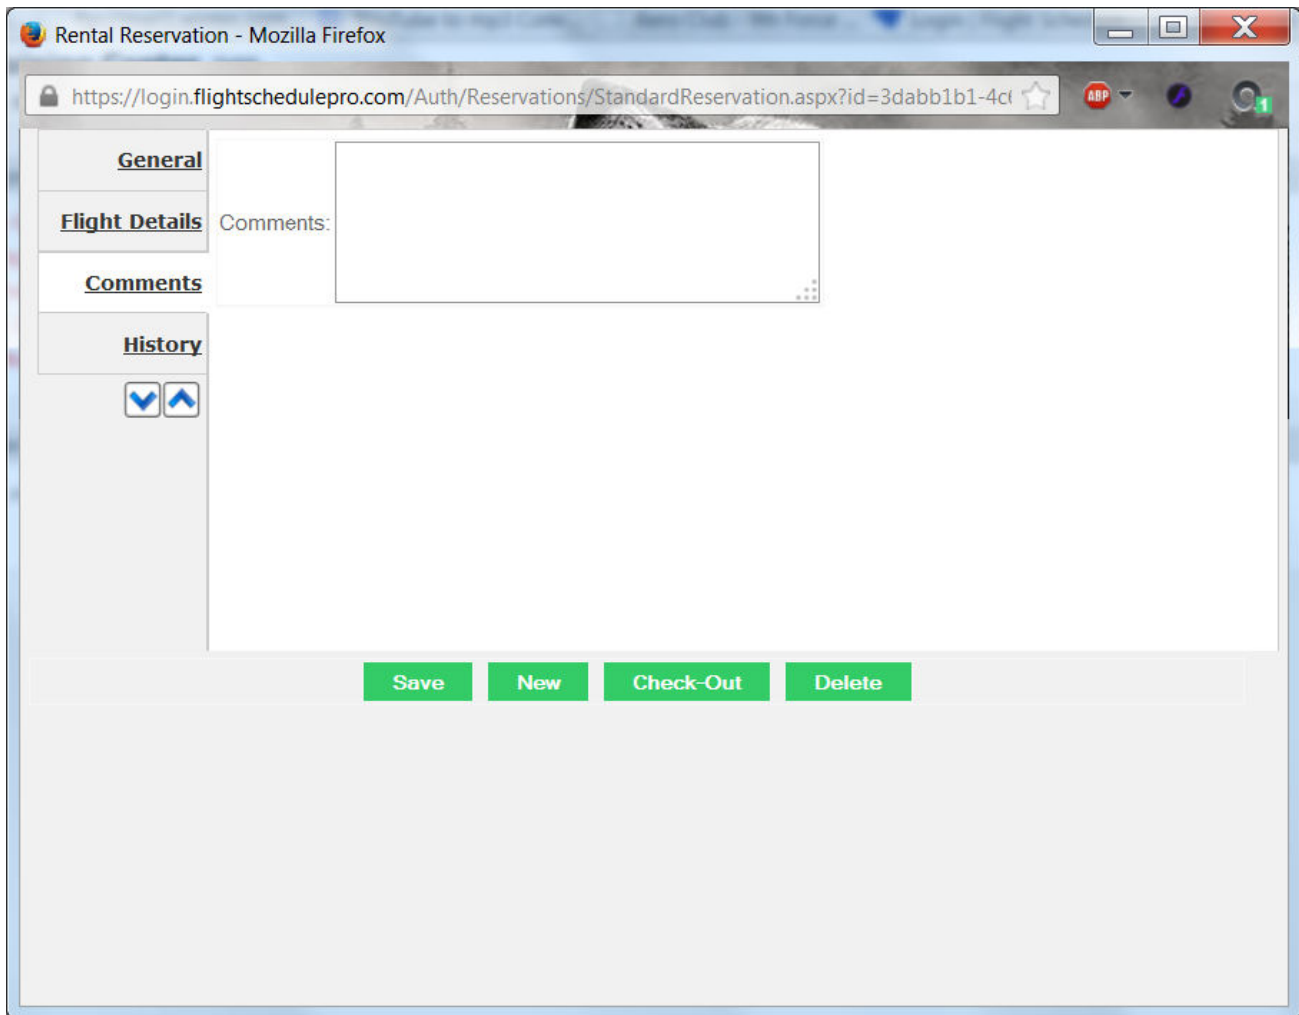 Rental Reservation - Mozilla Firefox
https://login.flightschedulepro.com/Auth/Reservations/StandardReservation.aspx?id=3dabb1b1-4c
ABP
1
General
Flight Details
Comments:
Comments
History
Save New Check-Out Delete